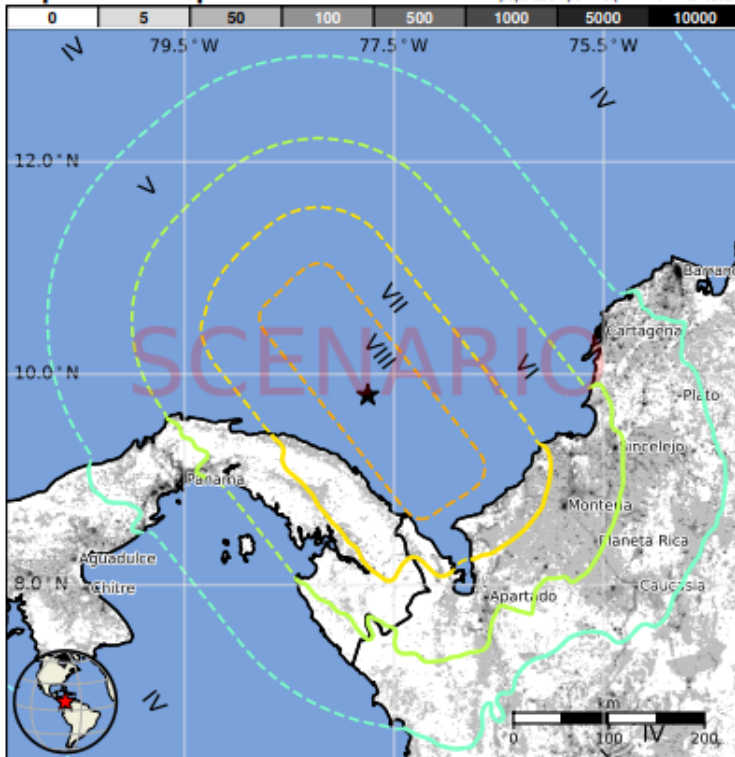 0 5 50 100 500 1000 5000 10000
IV 79.5°W 77.5°W 75.5°W
IV
12.0°N
V
VII
VIII
SCENARIO
VI
Cartagena
10.0°N
Plato
Sincelejo
Panama
Monteria
Planeta Rica
Aguadulce
8.0°N
Chitre
Caucasia
Apartado
IV
km
0 100 200
IV